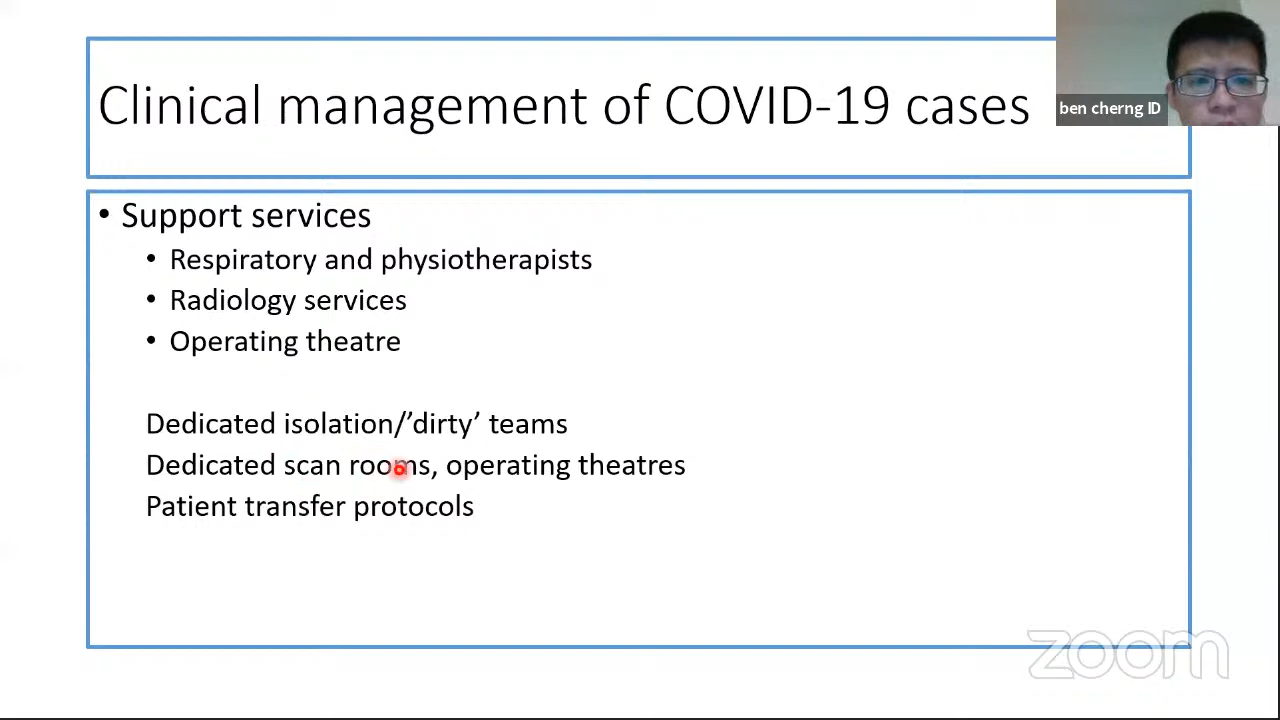 Clinical management of COVID-19 cases
ben cherng ID
• Support services
• Respiratory and physiotherapists
• Radiology services
• Operating theatre
Dedicated isolation/’dirty’ teams
Dedicated scan rooms, operating theatres
Patient transfer protocols
zoom